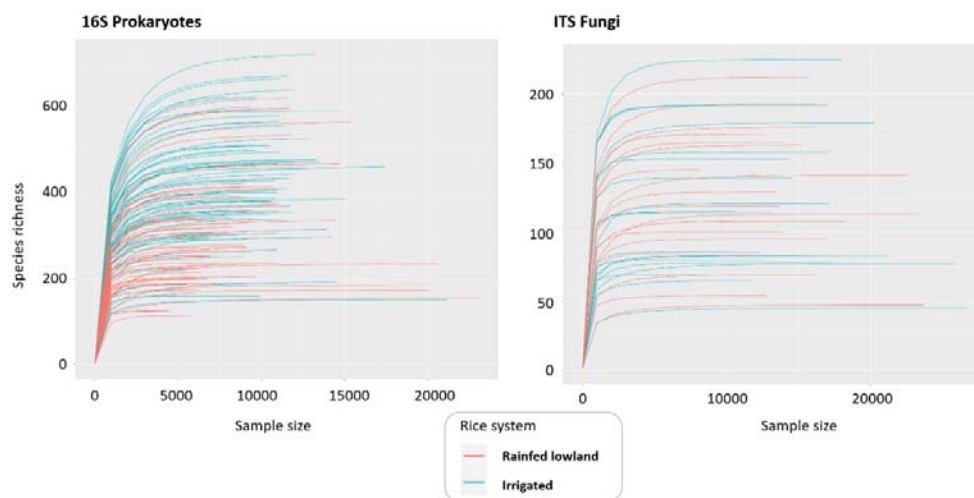 16S Prokaryotes
ITS Fungi
Species richness
600
400
200
0
0 5000 10000 15000 20000
Sample size
200
150
100
50
0
10000 20000
0
Sample size
Rice system
Rainfed lowland
Irrigated